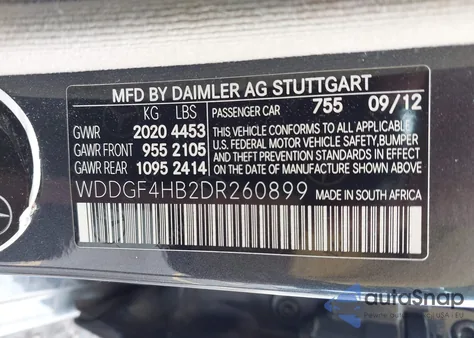 MFD BY DAIMLER AG STUTTGART
KG LBS PASSENGER CAR 755 09/12
GVWR 2020 4453
GAWR FRONT 955 2105
GAWR REAR 1095 2414
THIS VEHICLE CONFORMS TO ALL APPLICABLE
U.S. FEDERAL MOTOR VEHICLE SAFETY,BUMPER
AND THEFT PREVENTION STANDARDS IN EFFECT
ON THE DATE OF MANUFACTURE SHOWN ABOVE
WDDGF4HB2DR260899 MADE IN SOUTH AFRICA
autoSnap